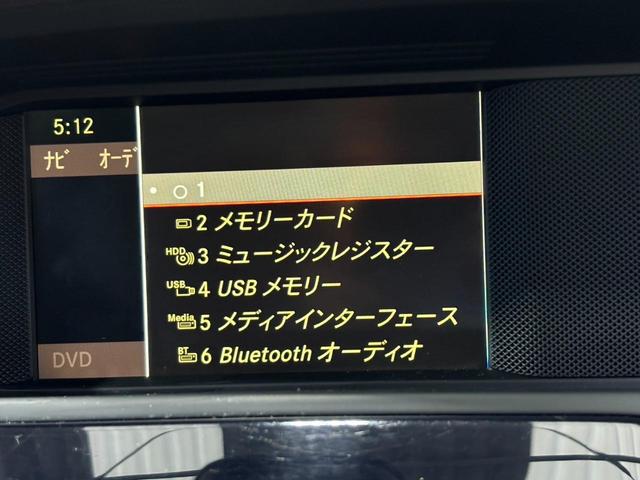 5:12
ナビ オーデ
1
2 メモリーカード
HDD 3 ミュージックレジスター
USB 4 USB メモリー
Media 5 メディアインターフェース
BT 6 Bluetooth オーディオ
DVD